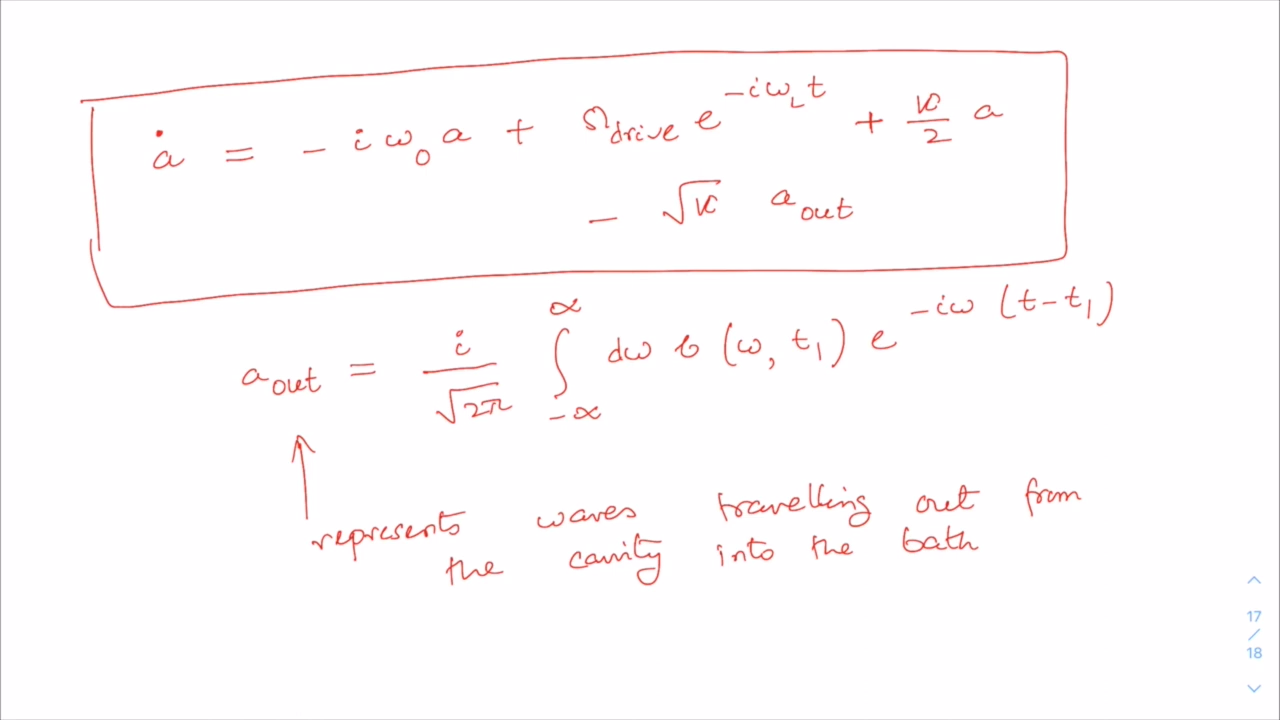 ȧ = - iω₀a + Ω_drive e^{-iω_L t} + κ/2 a
- √κ a_out
a_out = i/√2π ∫_{-∞}^{∞} dω b (ω, t₁) e^{-iω (t-t₁)}
represents waves travelling out from
the cavity into the bath
17
/
18